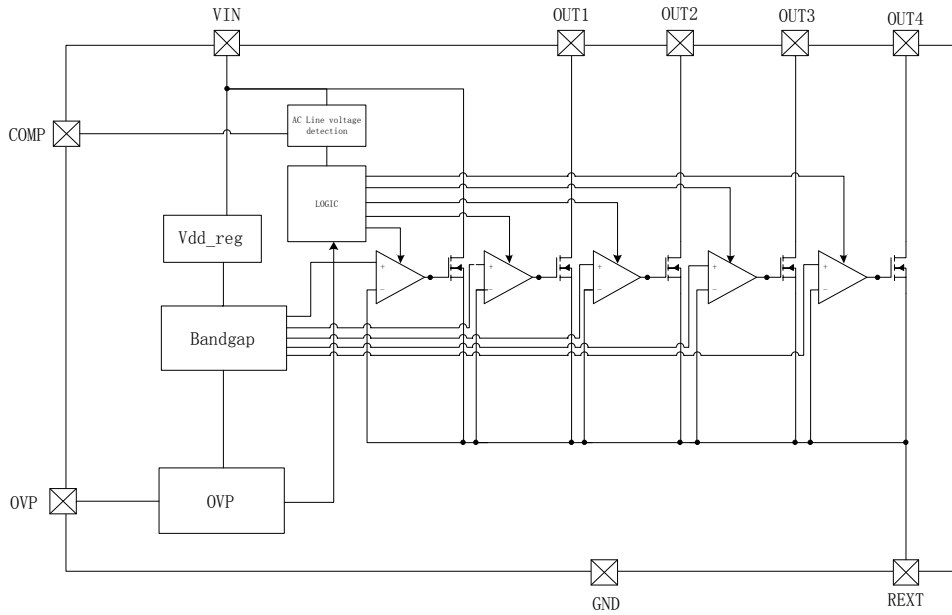 VIN
OUT1
OUT2
OUT3
OUT4
COMP
AC Line voltage
detection
LOGIC
Vdd_reg
+
-
+
-
+
-
+
-
+
-
Bandgap
OVP
OVP
GND
REXT